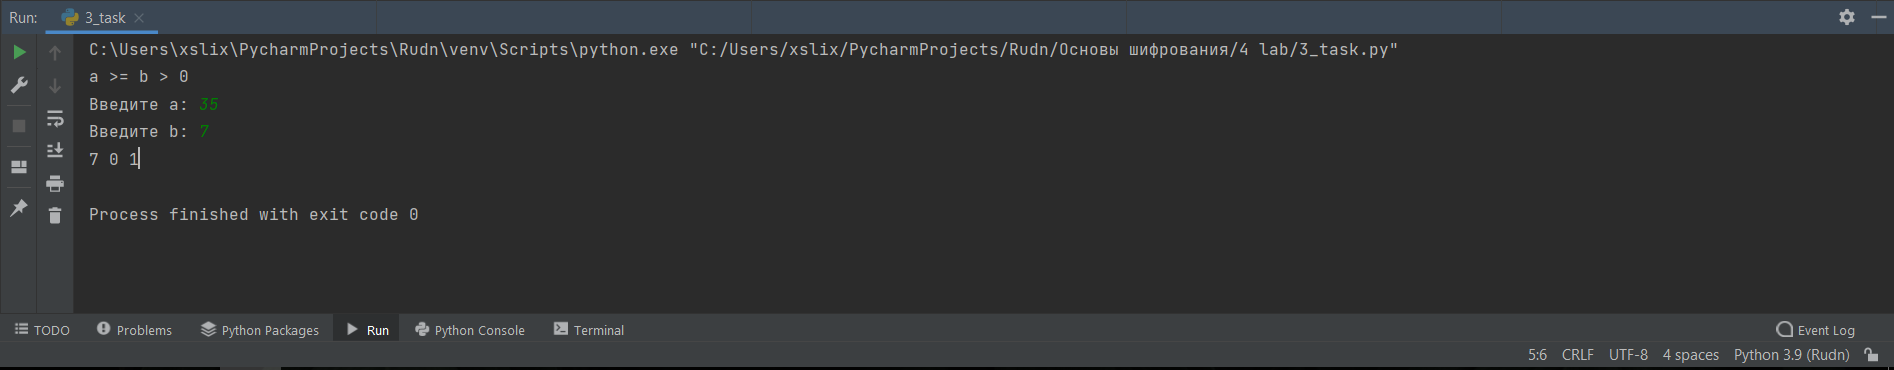 Run: 3_task
C:\Users\xslix\PycharmProjects\Rudn\venv\Scripts\python.exe "C:/Users/xslix/PycharmProjects/Rudn/Основы шифрования/4 lab/3_task.py"
a >= b > 0
Введите a: 35
Введите b: 7
7 0 1
Process finished with exit code 0
TODO Problems Python Packages Run Python Console Terminal Event Log
5:6 CRLF UTF-8 4 spaces Python 3.9 (Rudn)